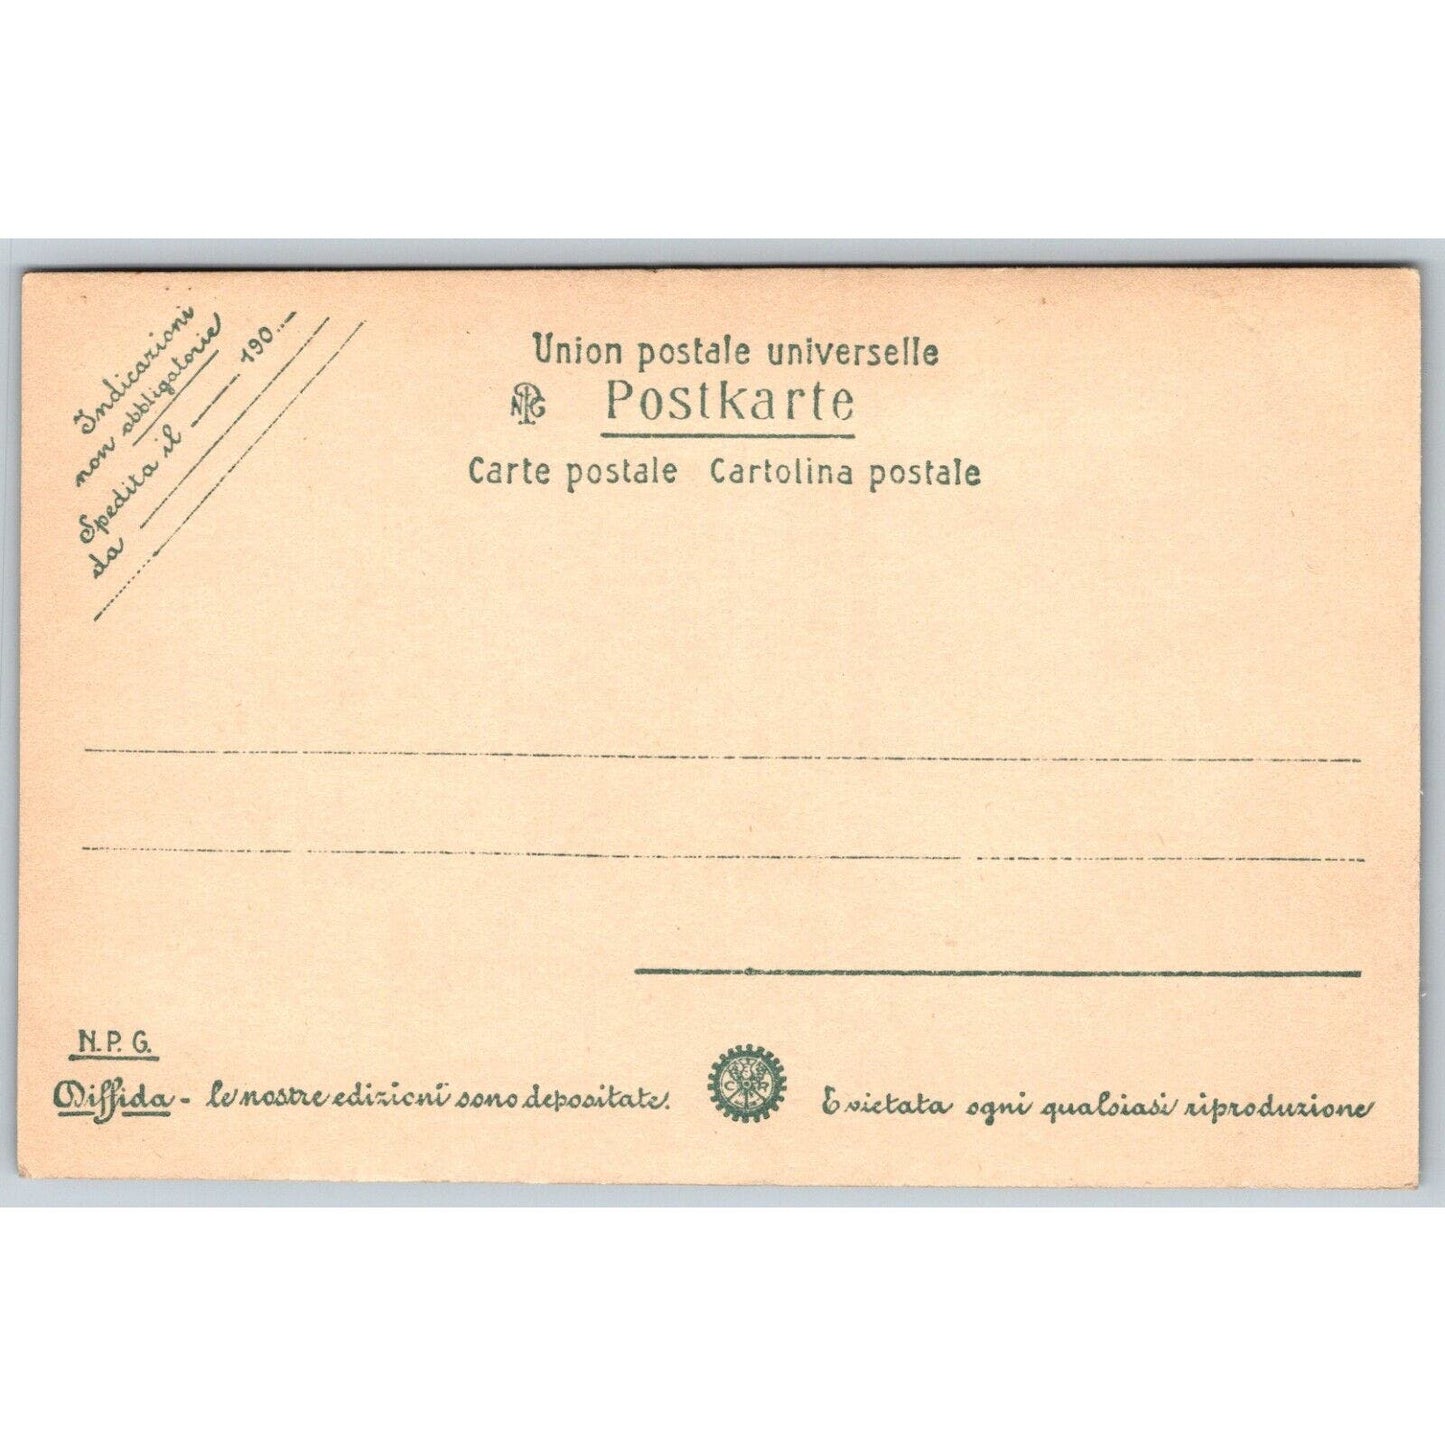 Indicazioni
non obbligatorie
Spedita il 190...
da
Union postale universelle
NPG Postkarte
Carte postale Cartolina postale
N.P.G.
Diffida - le nostre edizioni sono depositate.
E vietata ogni qualsiasi riproduzione